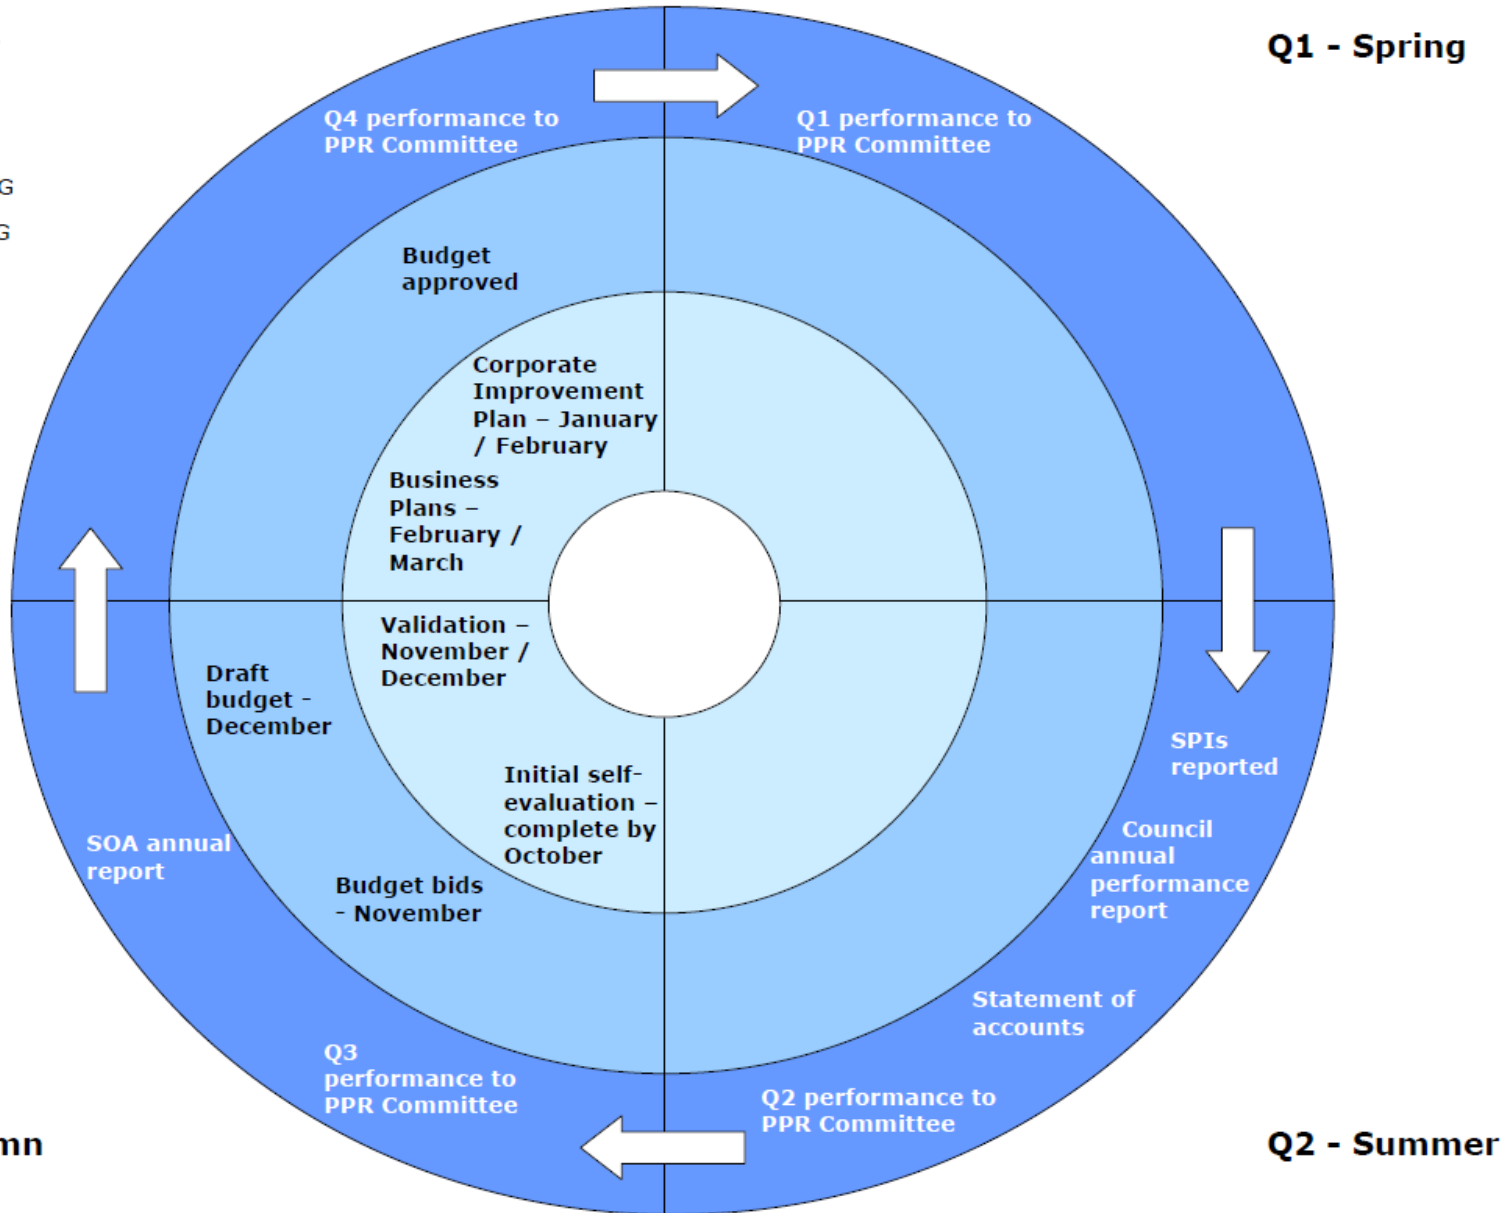 Q1 - Spring
Q4 performance to
PPR Committee
Q1 performance to
PPR Committee
G
G
Budget
approved
Corporate
Improvement
Plan – January
/ February
Business
Plans –
February /
March
Validation –
November /
December
Draft
budget -
December
Initial self-
evaluation –
complete by
October
SOA annual
report
Budget bids
- November
SPIs
reported
Council
annual
performance
report
Statement of
accounts
Q3
performance to
PPR Committee
Q2 performance to
PPR Committee
mn
Q2 - Summer